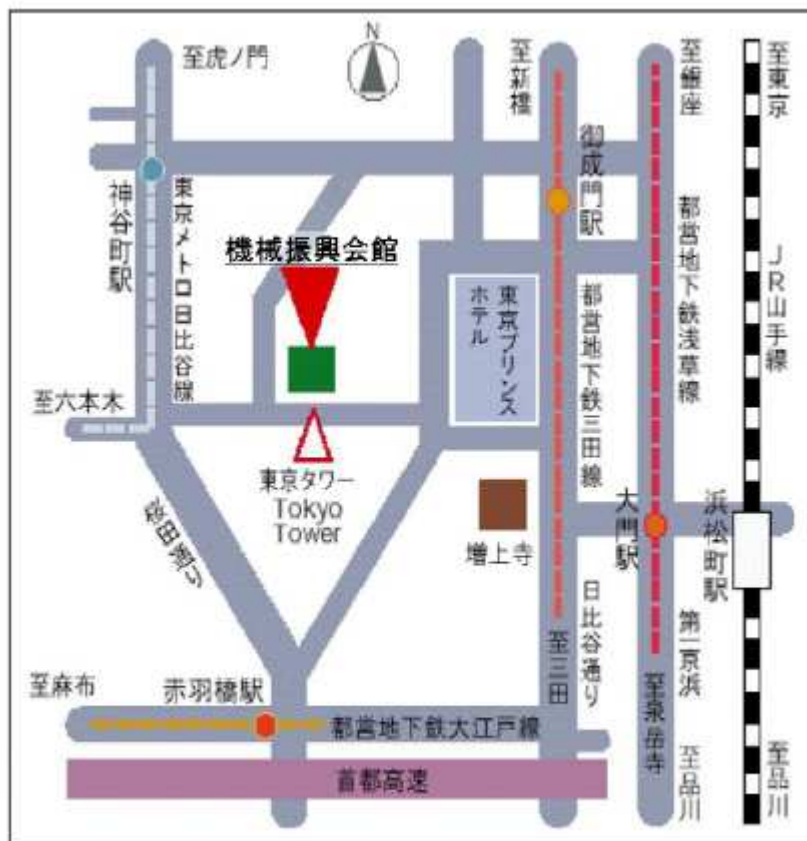 N
至虎ノ門
至新橋
至銀座
至東京
御成門駅
神谷町駅
東京メトロ日比谷線
機械振興会館
東京プリンス
ホテル
都営地下鉄三田線
都営地下鉄浅草線
JR山手線
至六本木
東京タワー
Tokyo
Tower
増上寺
大門駅
浜松町駅
桜田通り
日比谷通り
至三田
第一京浜
至泉岳寺
至品川
至品川
至麻布
赤羽橋駅
都営地下鉄大江戸線
首都高速